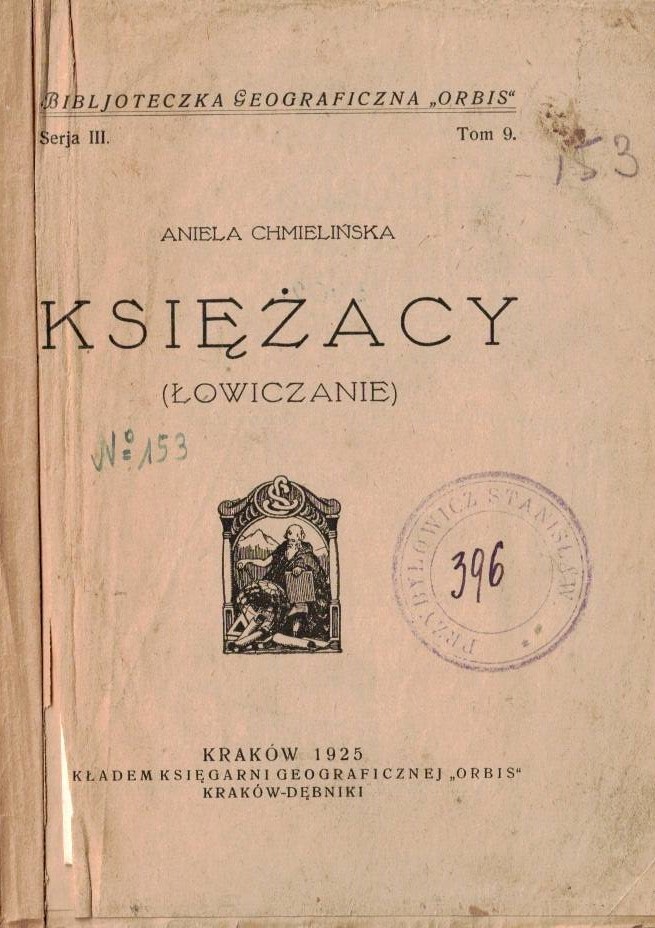 BIBLJOTECZKA GEOGRAFICZNA „ORBIS“
Serja III. Tom 9.
153
ANIELA CHMIELIŃSKA
KSIĘŻACY
(ŁOWICZANIE)
No 153
PRZYBYŁOWICZ STANISŁAW.
396
KRAKÓW 1925
KŁADEM KSIĘGARNI GEOGRAFICZNEJ „ORBIS“
KRAKÓW-DĘBNIKI